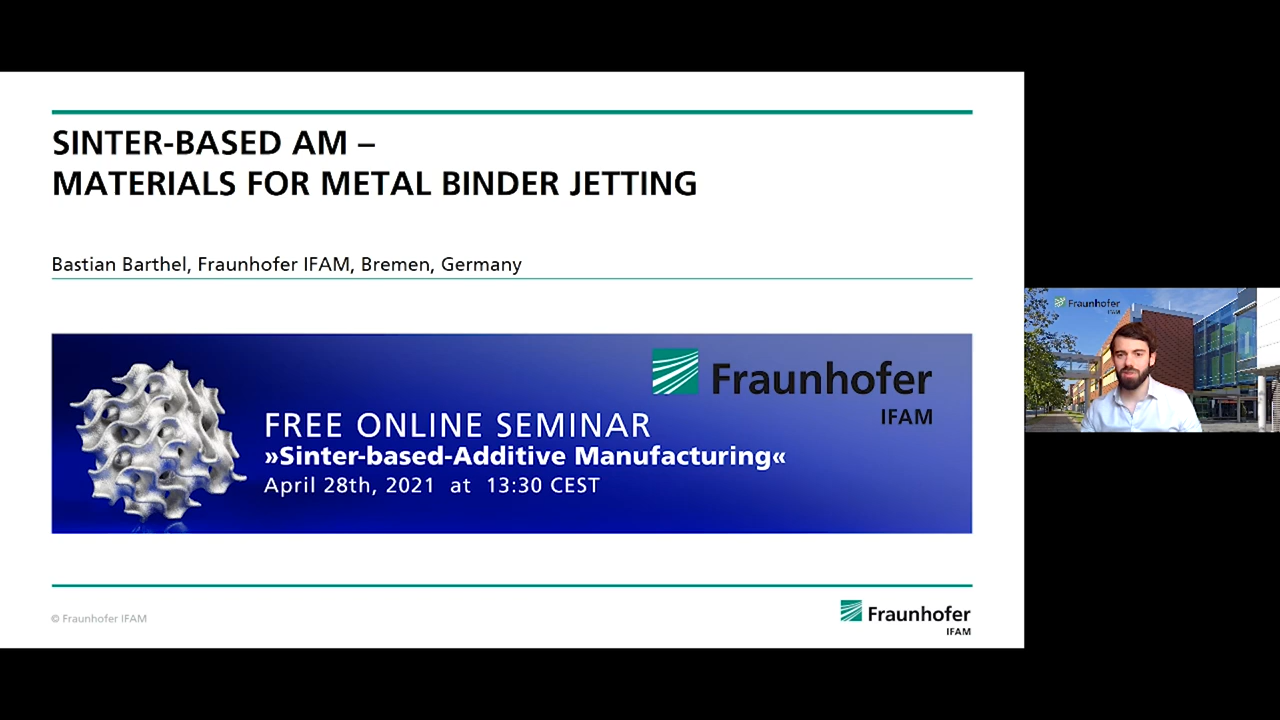 SINTER-BASED AM –
MATERIALS FOR METAL BINDER JETTING
Bastian Barthel, Fraunhofer IFAM, Bremen, Germany
Fraunhofer
IFAM
FREE ONLINE SEMINAR
»Sinter-based-Additive Manufacturing«
April 28th, 2021 at 13:30 CEST
© Fraunhofer IFAM
Fraunhofer
IFAM
Fraunhofer
IFAM